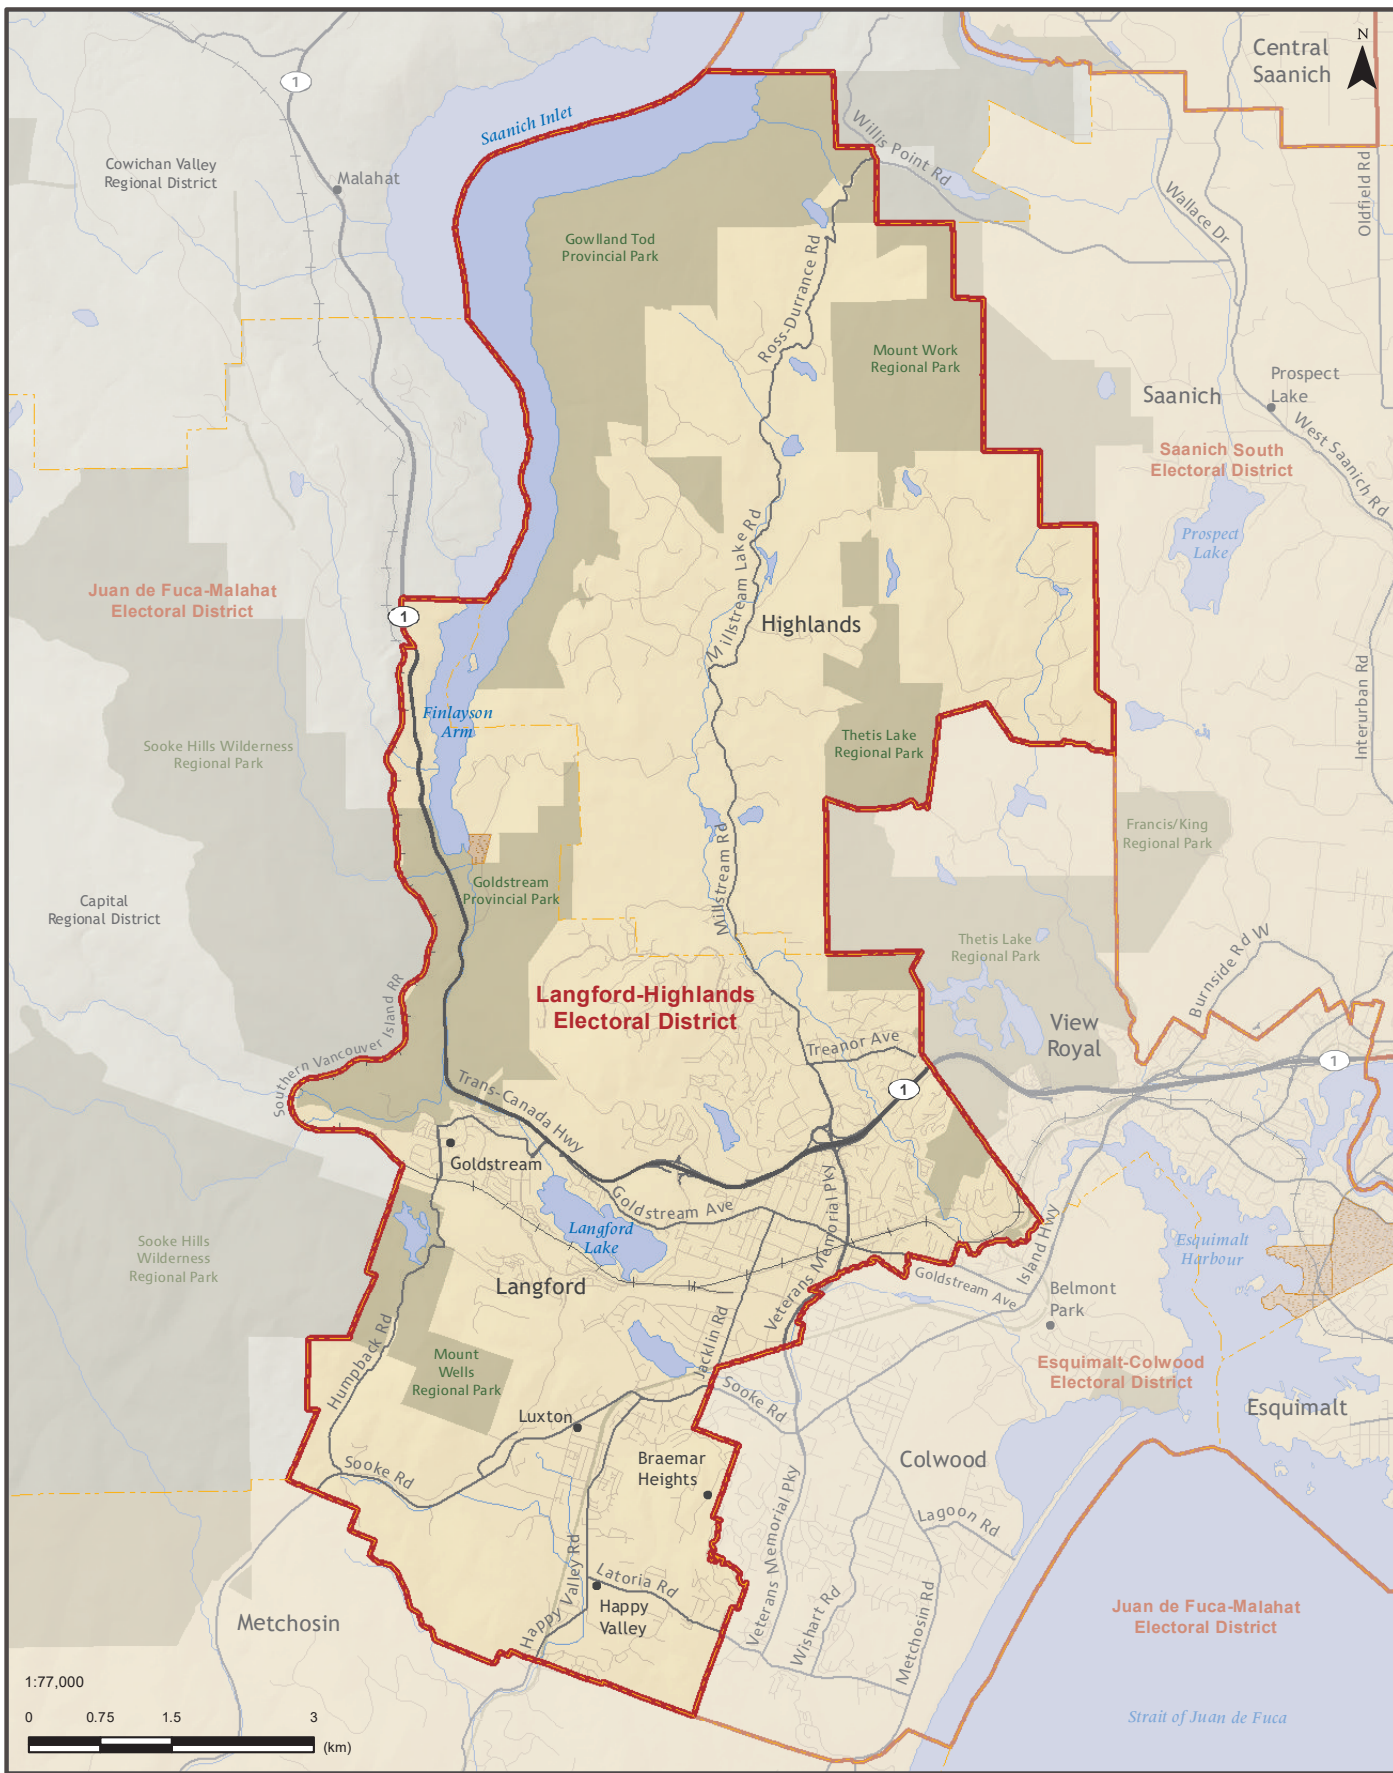 Central
Saanich
N
1
Saanich Inlet
Cowichan Valley
Regional District
Malahat
Willis Point Rd
Wallace Dr
Oldfield Rd
Gowlland Tod
Provincial Park
Ross-Durrance Rd
Mount Work
Regional Park
Prospect
Lake
Saanich
West Saanich Rd
Saanich South
Electoral District
Prospect
Lake
Juan de Fuca-Malahat
Electoral District
1
Millstream Lake Rd
Highlands
Interurban Rd
Finlayson
Arm
Sooke Hills Wilderness
Regional Park
Thetis Lake
Regional Park
Francis/King
Regional Park
Millstream Rd
Goldstream
Provincial Park
Capital
Regional District
Thetis Lake
Regional Park
Burnside Rd W
Langford-Highlands
Electoral District
Southern Vancouver Island RR
View
Royal
Treanor Ave
1
1
Trans-Canada Hwy
Goldstream
Goldstream Ave
Veterans Memorial Pky
Langford
Lake
Island Hwy
Esquimalt
Harbour
Sooke Hills
Wilderness
Regional Park
Langford
Goldstream Ave
Belmont
Park
Jacklin Rd
Humpback Rd
Mount
Wells
Regional Park
Esquimalt-Colwood
Electoral District
Sooke Rd
Esquimalt
Luxton
Braemar
Heights
Colwood
Sooke Rd
Lagoon Rd
Veterans Memorial Pky
Happy Valley Rd
Latoria Rd
Happy
Valley
Wishart Rd
Metchosin Rd
Metchosin
Juan de Fuca-Malahat
Electoral District
Strait of Juan de Fuca
1:77,000
0 0.75 1.5 3
(km)